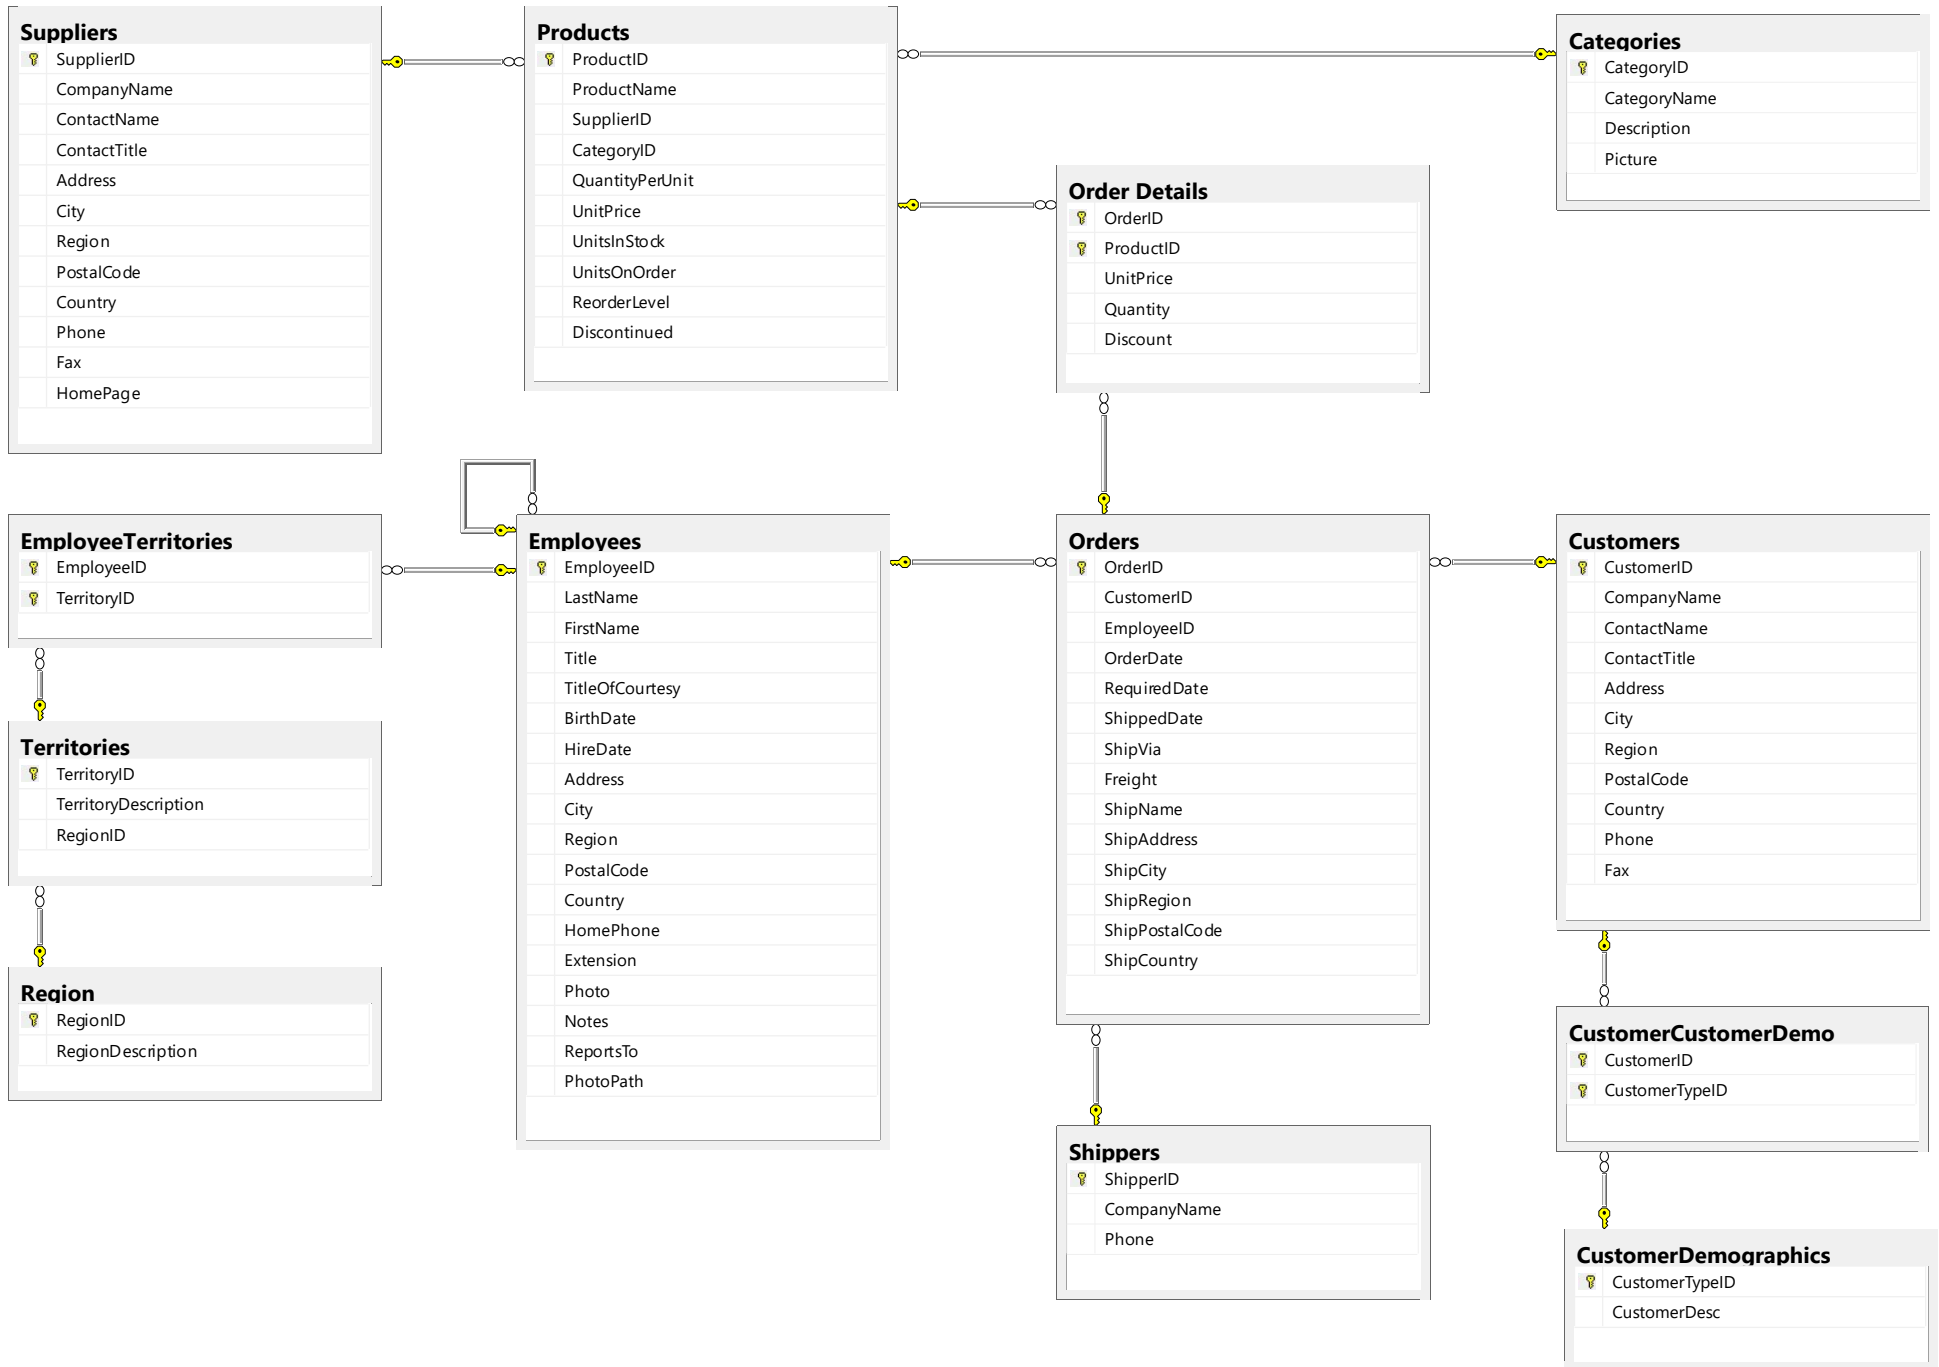 Suppliers
SupplierID
CompanyName
ContactName
ContactTitle
Address
City
Region
PostalCode
Country
Phone
Fax
HomePage
Products
ProductID
ProductName
SupplierID
CategoryID
QuantityPerUnit
UnitPrice
UnitsInStock
UnitsOnOrder
ReorderLevel
Discontinued
Categories
CategoryID
CategoryName
Description
Picture
Order Details
OrderID
ProductID
UnitPrice
Quantity
Discount
EmployeeTerritories
EmployeeID
TerritoryID
Territories
TerritoryID
TerritoryDescription
RegionID
Region
RegionID
RegionDescription
Employees
EmployeeID
LastName
FirstName
Title
TitleOfCourtesy
BirthDate
HireDate
Address
City
Region
PostalCode
Country
HomePhone
Extension
Photo
Notes
ReportsTo
PhotoPath
Orders
OrderID
CustomerID
EmployeeID
OrderDate
RequiredDate
ShippedDate
ShipVia
Freight
ShipName
ShipAddress
ShipCity
ShipRegion
ShipPostalCode
ShipCountry
Shippers
ShipperID
CompanyName
Phone
Customers
CustomerID
CompanyName
ContactName
ContactTitle
Address
City
Region
PostalCode
Country
Phone
Fax
CustomerCustomerDemo
CustomerID
CustomerTypeID
CustomerDemographics
CustomerTypeID
CustomerDesc